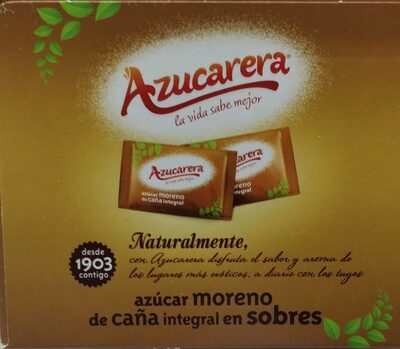 Azucarera®
la vida sabe mejor
Azucarera
azúcar moreno
de caña integral
Azucarera
Naturalmente,
con Azucarera disfruta el sabor y aroma de
los lugares más exóticos, a diario con los tuyos
desde
1903
contigo
azúcar moreno
de caña integral en sobres